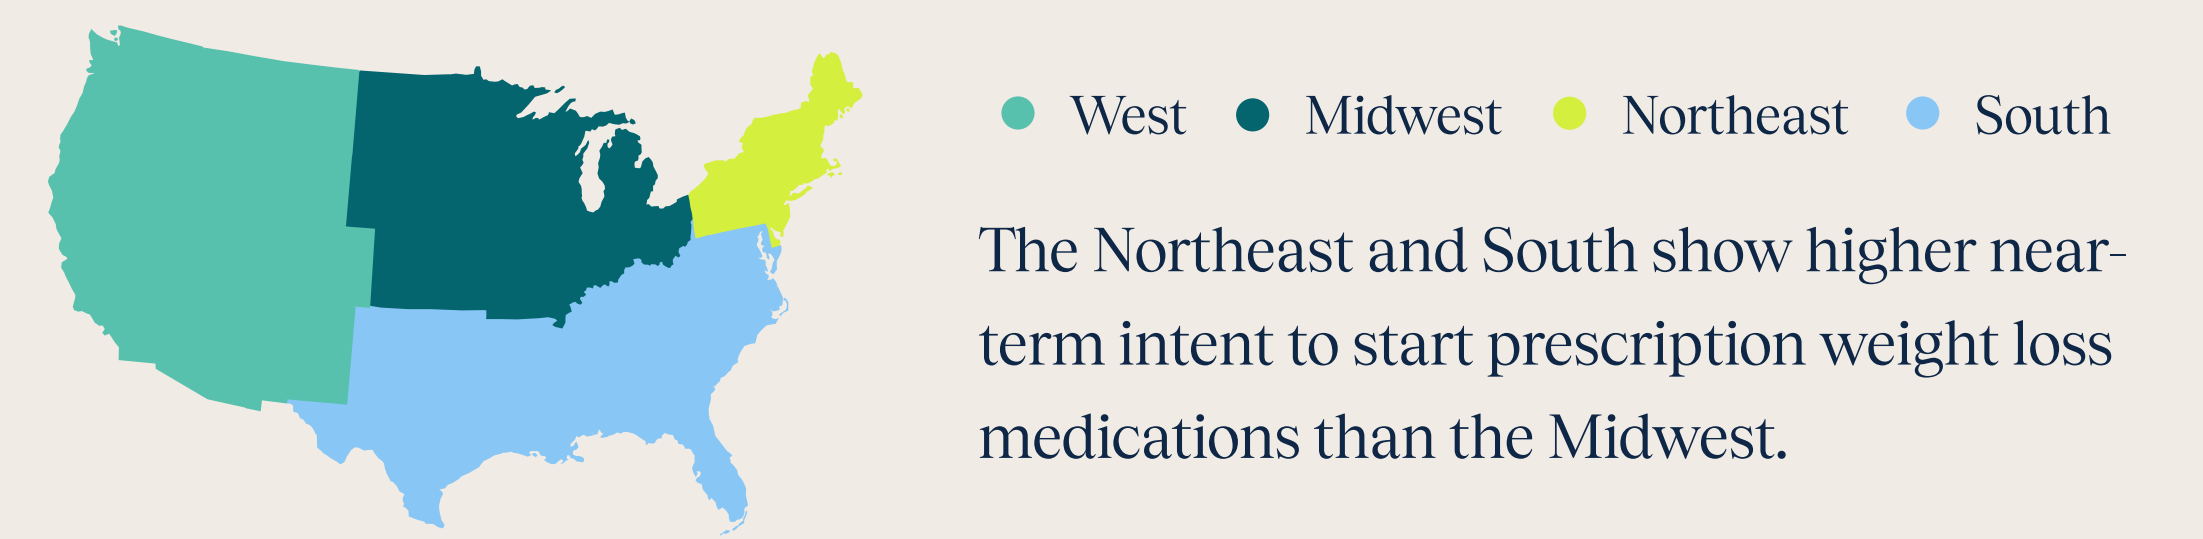 West Midwest Northeast South
The Northeast and South show higher near-
term intent to start prescription weight loss
medications than the Midwest.